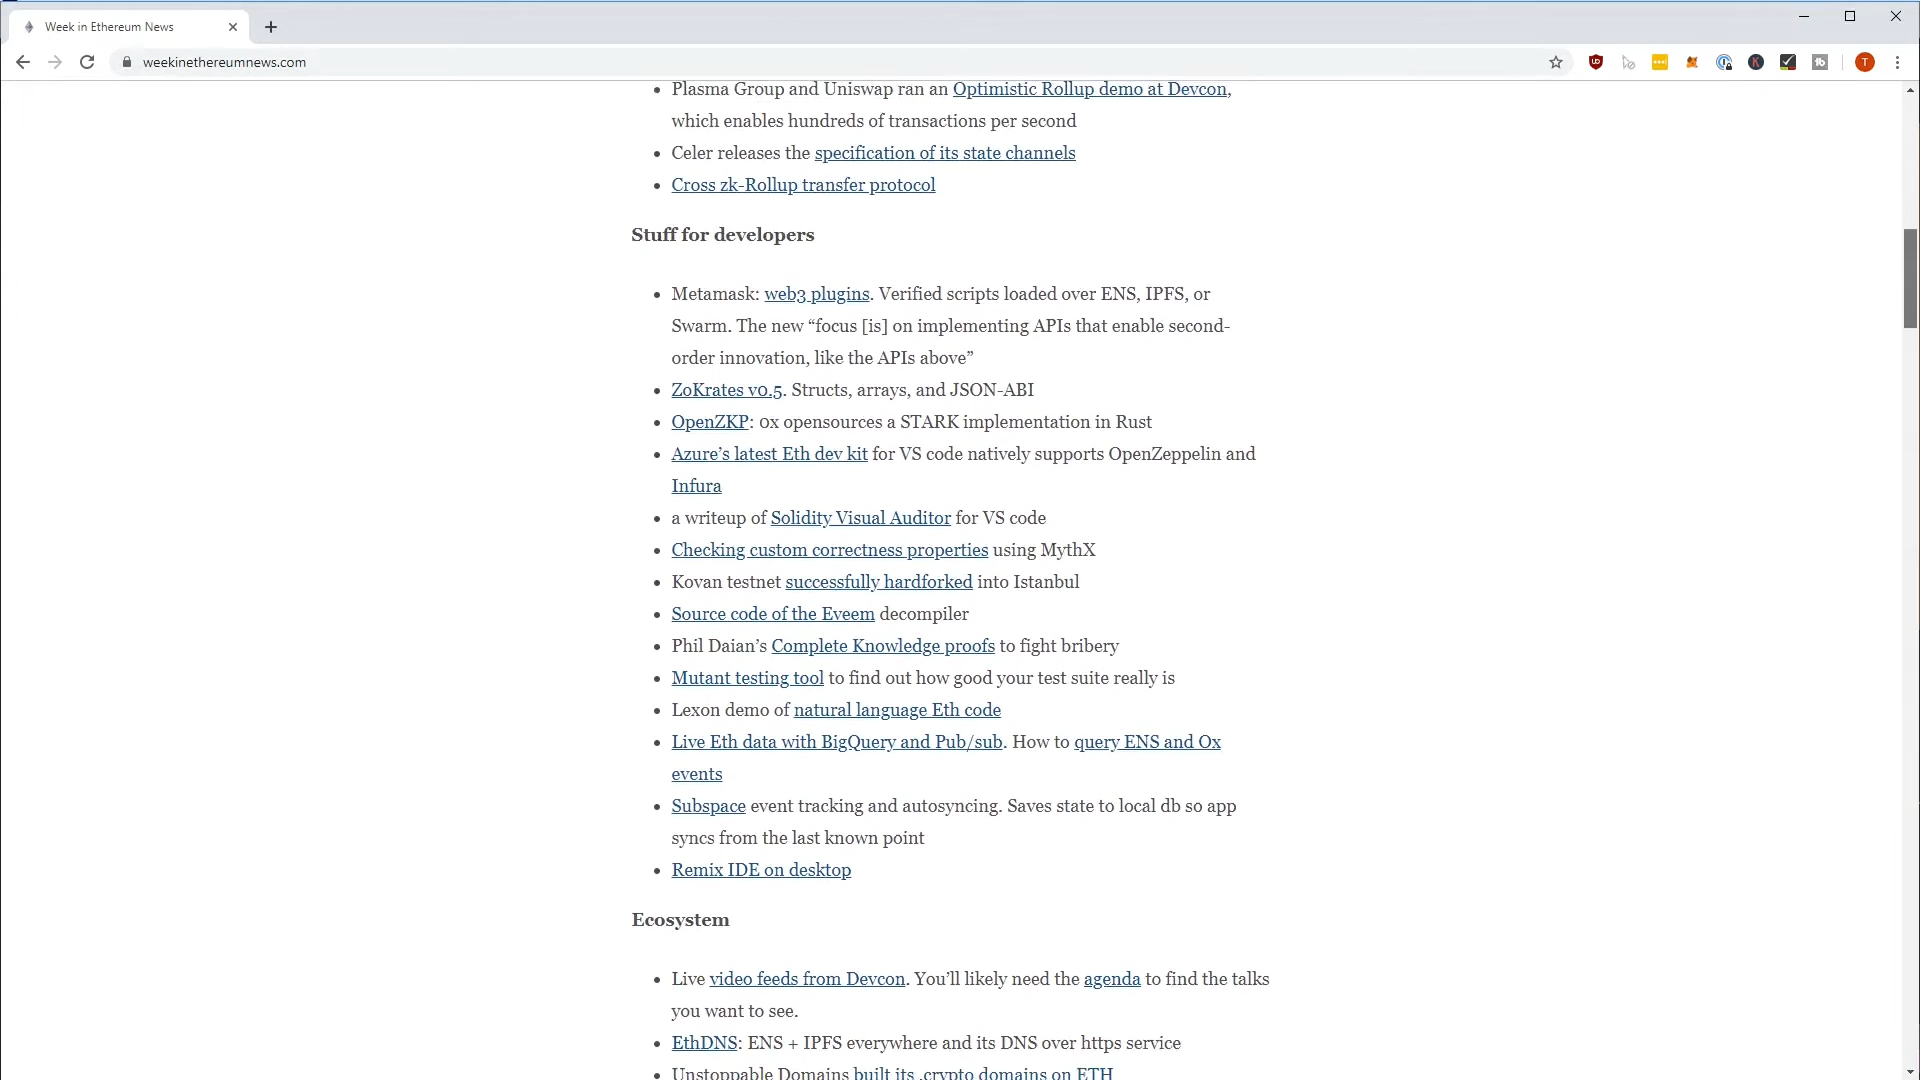 Week in Ethereum News
weekinethereumnews.com
T
• Plasma Group and Uniswap ran an Optimistic Rollup demo at Devcon,
which enables hundreds of transactions per second
• Celer releases the specification of its state channels
• Cross zk-Rollup transfer protocol
Stuff for developers
• Metamask: web3 plugins. Verified scripts loaded over ENS, IPFS, or
Swarm. The new “focus [is] on implementing APIs that enable second-
order innovation, like the APIs above”
• ZoKrates v0.5. Structs, arrays, and JSON-ABI
• OpenZKP: 0x opensources a STARK implementation in Rust
• Azure’s latest Eth dev kit for VS code natively supports OpenZeppelin and
Infura
• a writeup of Solidity Visual Auditor for VS code
• Checking custom correctness properties using MythX
• Kovan testnet successfully hardforked into Istanbul
• Source code of the Eveem decompiler
• Phil Daian’s Complete Knowledge proofs to fight bribery
• Mutant testing tool to find out how good your test suite really is
• Lexon demo of natural language Eth code
• Live Eth data with BigQuery and Pub/sub. How to query ENS and Ox
events
• Subspace event tracking and autosyncing. Saves state to local db so app
syncs from the last known point
• Remix IDE on desktop
Ecosystem
• Live video feeds from Devcon. You’ll likely need the agenda to find the talks
you want to see.
• EthDNS: ENS + IPFS everywhere and its DNS over https service
• Unstoppable Domains built its .crypto domains on ETH